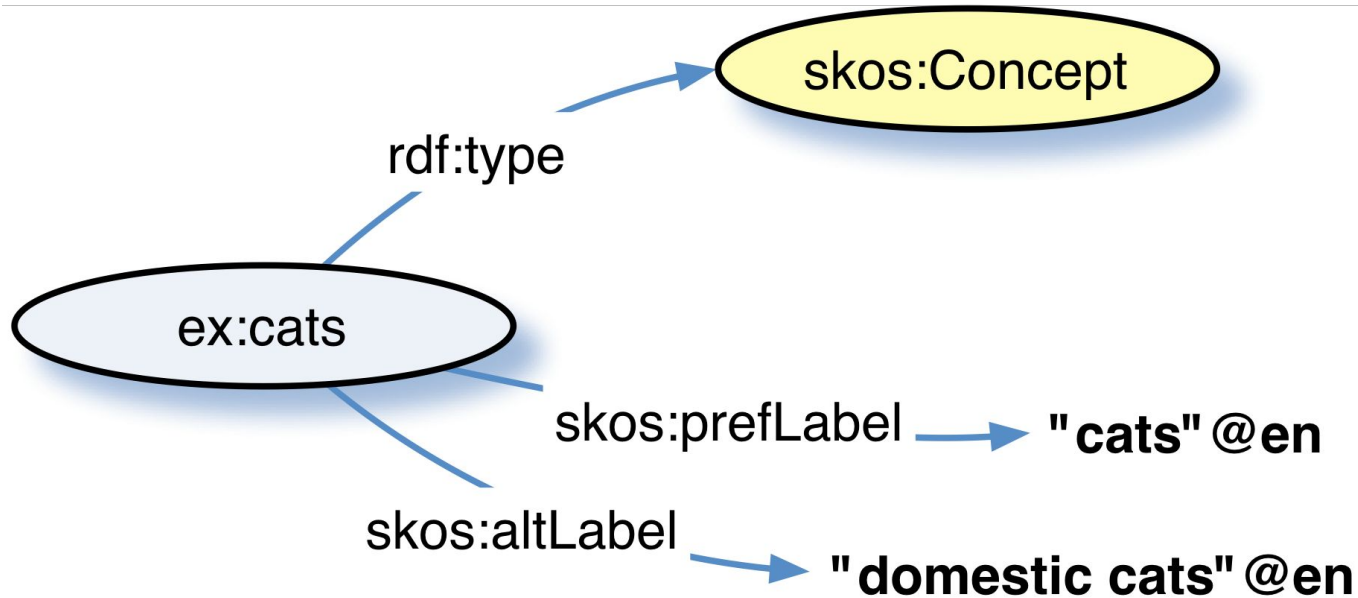 skos:Concept
rdf:type
ex:cats
skos:prefLabel
"cats"@en
skos:altLabel
"domestic cats"@en